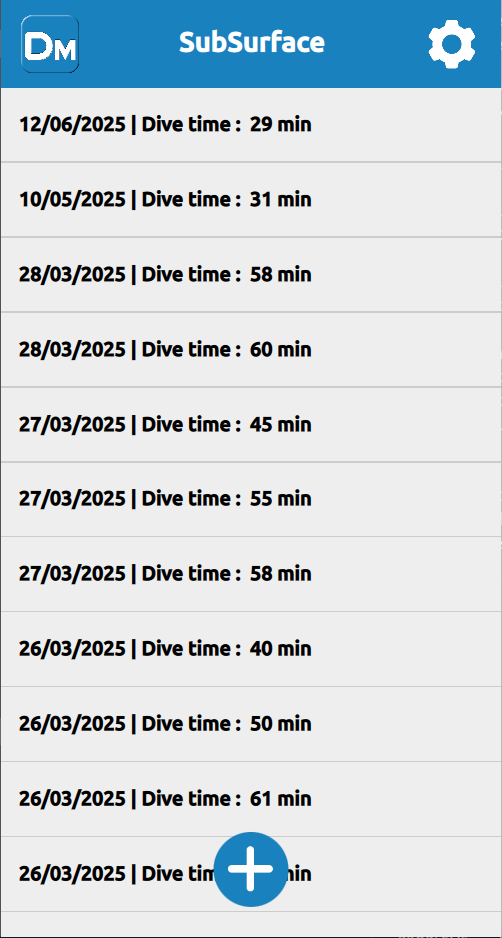 DM
SubSurface
12/06/2025 | Dive time : 29 min
10/05/2025 | Dive time : 31 min
28/03/2025 | Dive time : 58 min
28/03/2025 | Dive time : 60 min
27/03/2025 | Dive time : 45 min
27/03/2025 | Dive time : 55 min
27/03/2025 | Dive time : 58 min
26/03/2025 | Dive time : 40 min
26/03/2025 | Dive time : 50 min
26/03/2025 | Dive time : 61 min
26/03/2025 | Dive